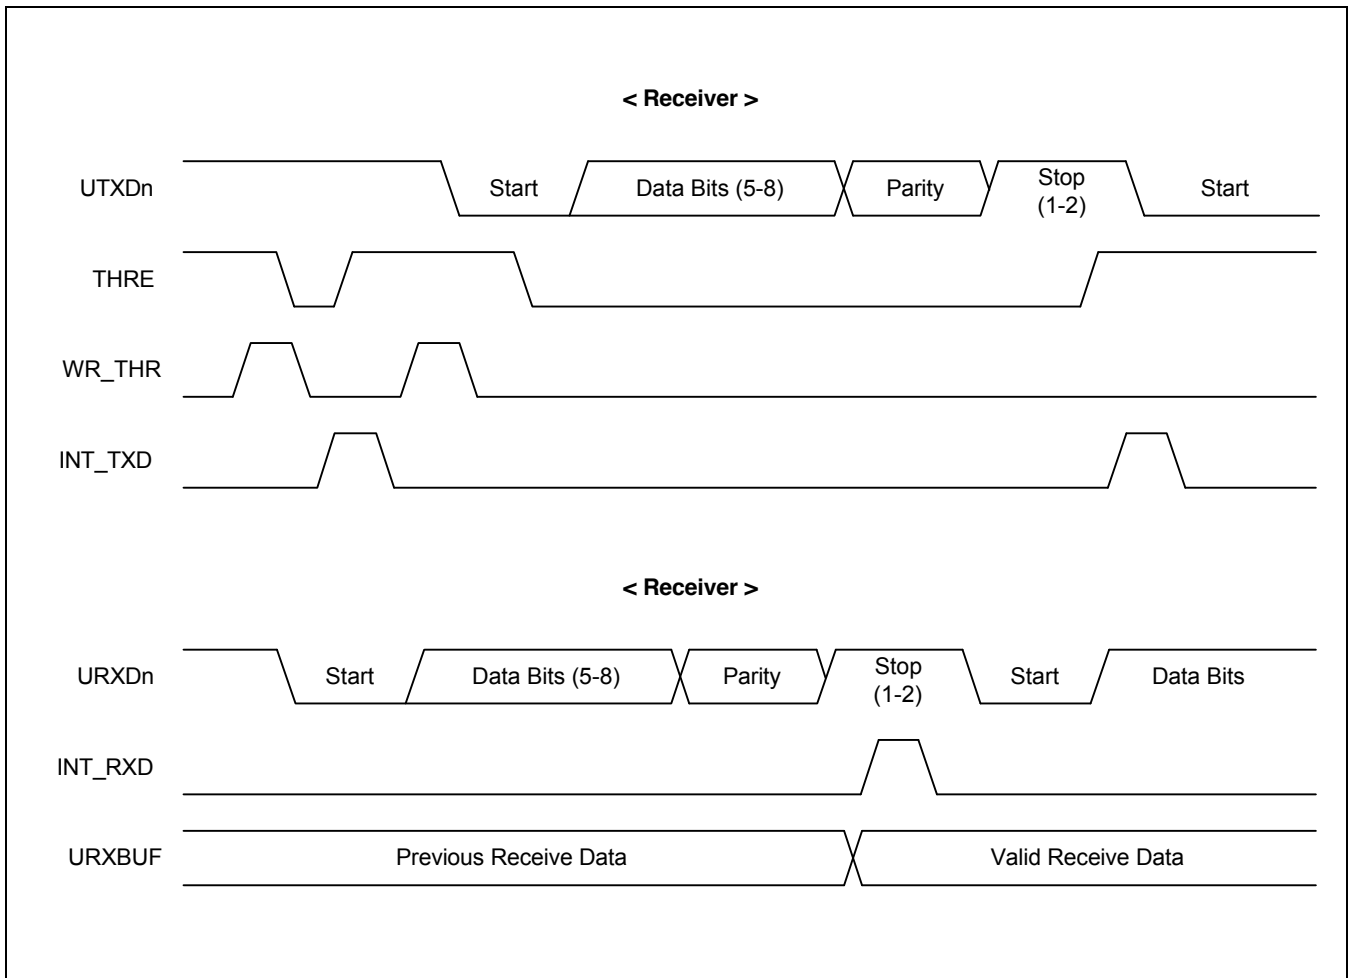 < Receiver >
UTXDn
Start
Data Bits (5-8)
Parity
Stop
(1-2)
Start
THRE
WR_THR
INT_TXD
< Receiver >
URXDn
Start
Data Bits (5-8)
Parity
Stop
(1-2)
Start
Data Bits
INT_RXD
URXBUF
Previous Receive Data
Valid Receive Data